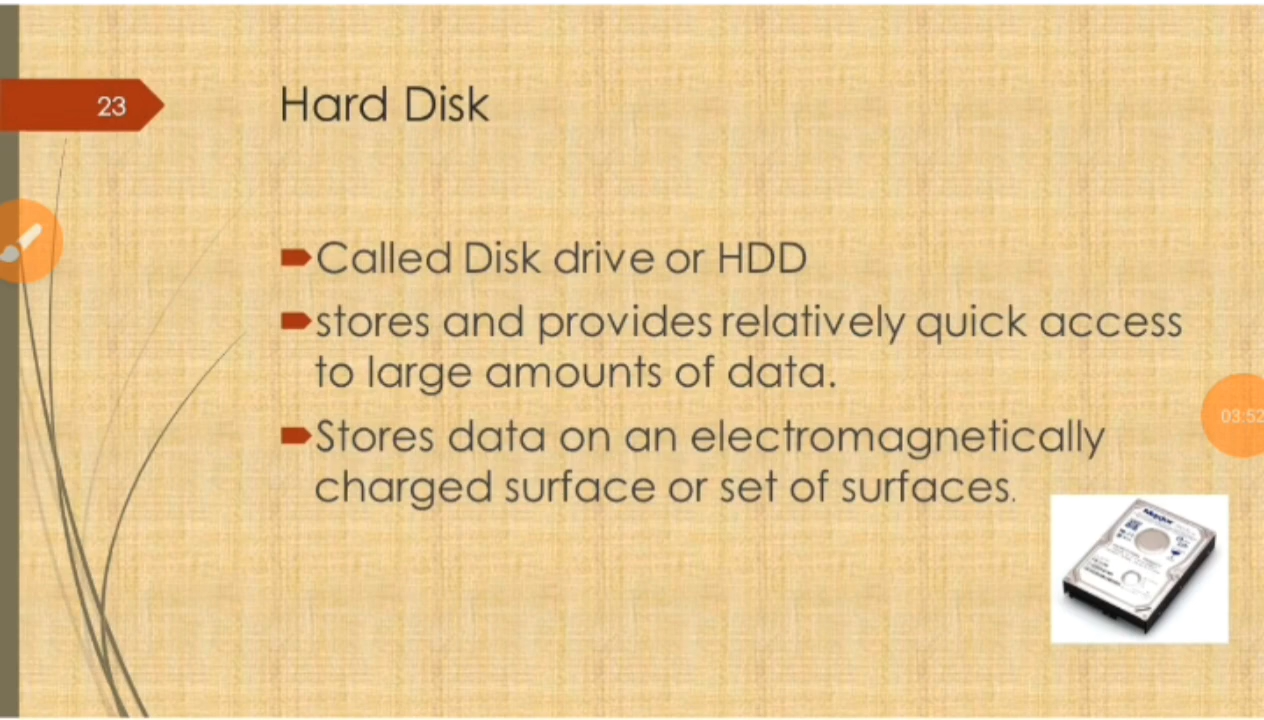 23
Hard Disk
Called Disk drive or HDD
stores and provides relatively quick access
to large amounts of data.
Stores data on an electromagnetically
charged surface or set of surfaces.
03:52
Maxtor